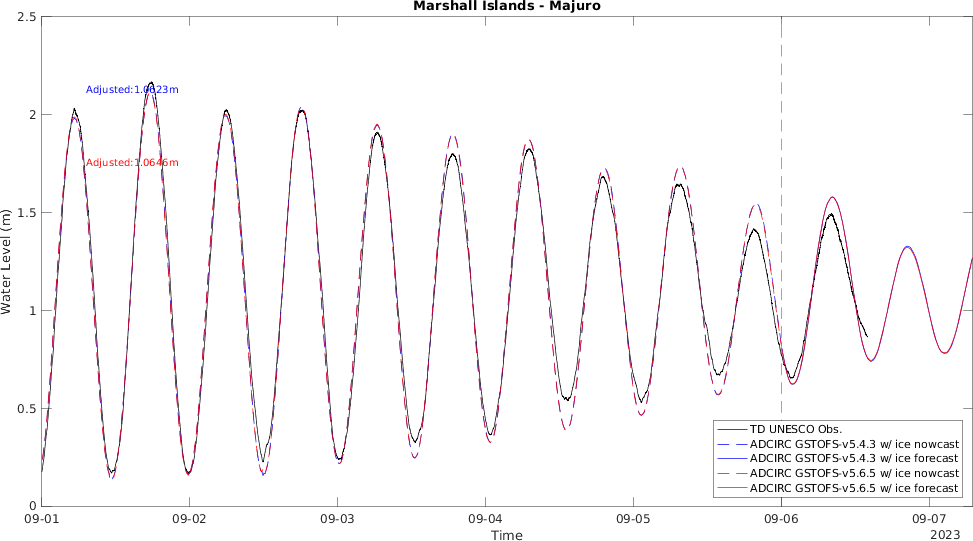 Marshall Islands - Majuro
2.5
2
1.5
1
0.5
0
Water Level (m)
Adjusted:1.0623m
Adjusted:1.0646m
TD UNESCO Obs.
ADCIRC GSTOFS-v5.4.3 w/ ice nowcast
ADCIRC GSTOFS-v5.4.3 w/ ice forecast
ADCIRC GSTOFS-v5.6.5 w/ ice nowcast
ADCIRC GSTOFS-v5.6.5 w/ ice forecast
09-01 09-02 09-03 09-04 09-05 09-06 09-07
Time
2023